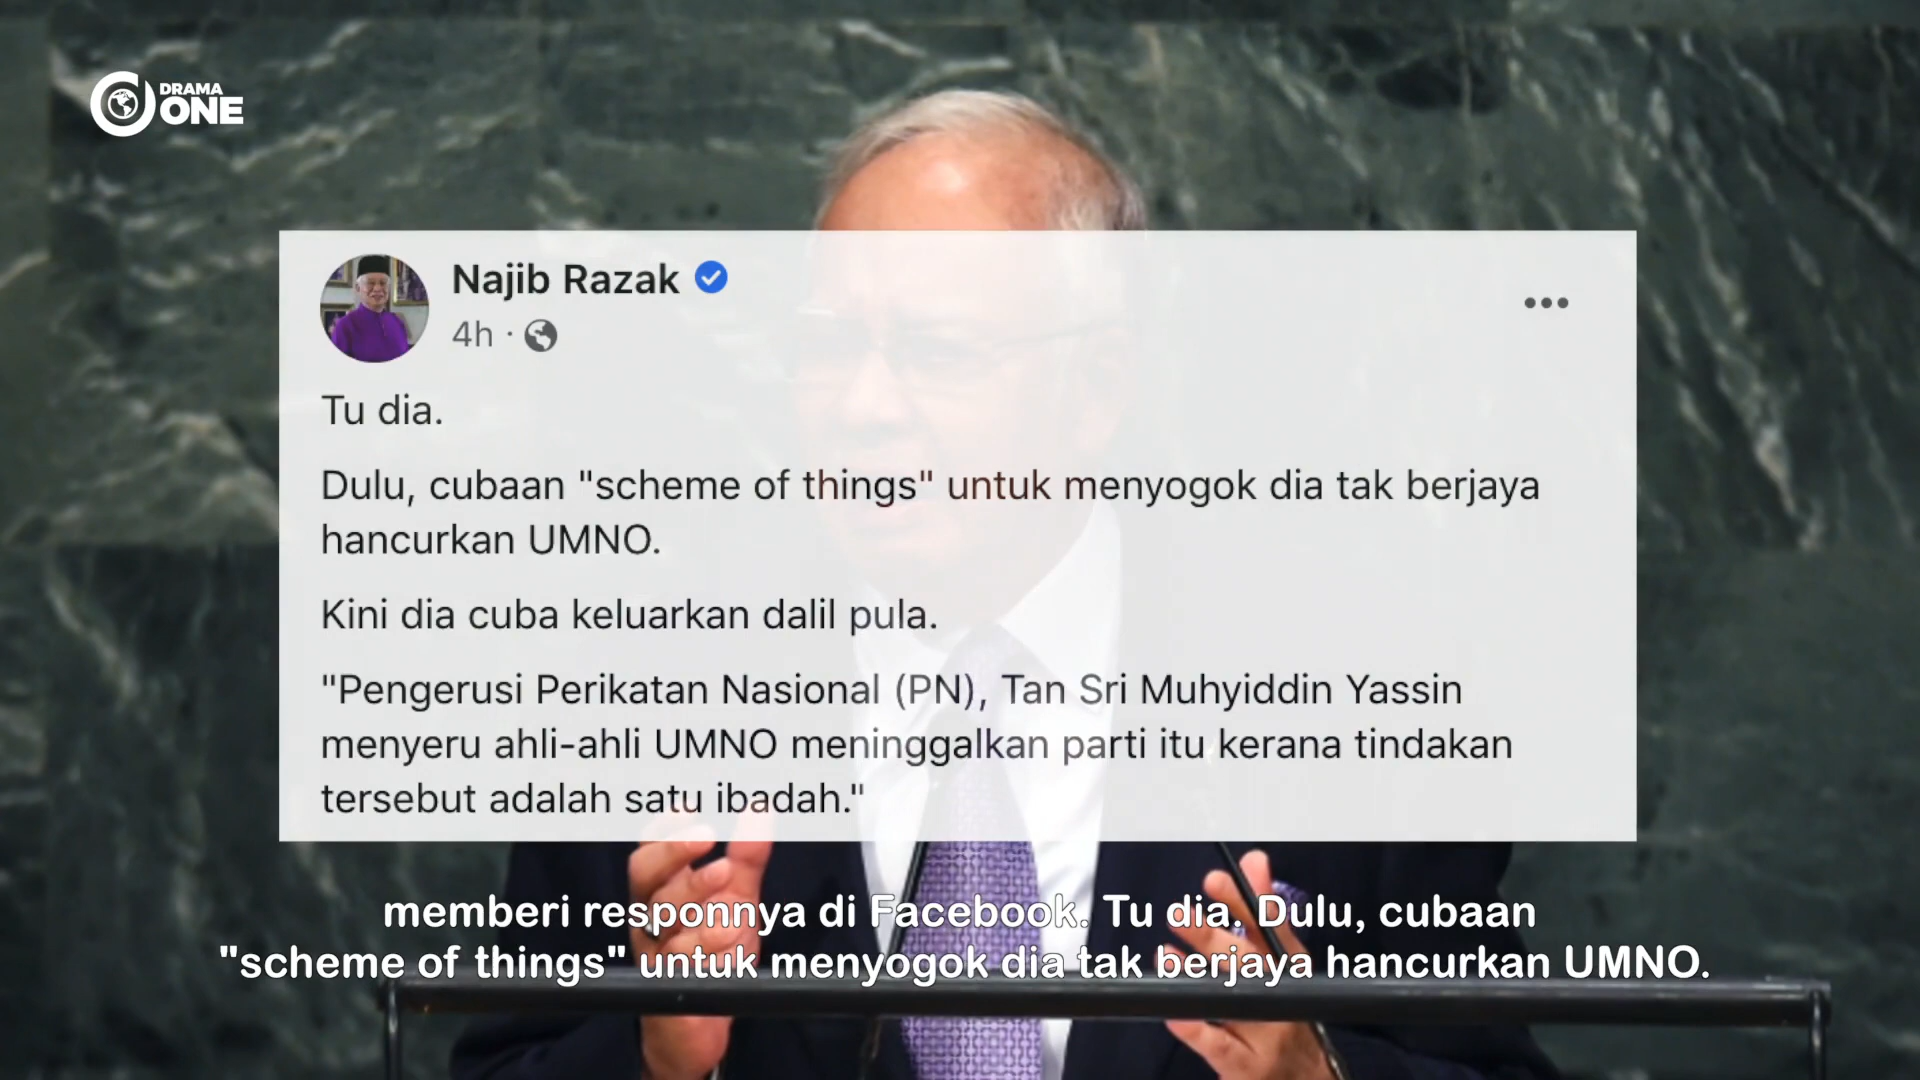 DRAMA
ONE
Najib Razak
4h ·
Tu dia.
Dulu, cubaan "scheme of things" untuk menyogok dia tak berjaya
hancurkan UMNO.
Kini dia cuba keluarkan dalil pula.
"Pengerusi Perikatan Nasional (PN), Tan Sri Muhyiddin Yassin
menyeru ahli-ahli UMNO meninggalkan parti itu kerana tindakan
tersebut adalah satu ibadah."
memberi responnya di Facebook. Tu dia. Dulu, cubaan
"scheme of things" untuk menyogok dia tak berjaya hancurkan UMNO.